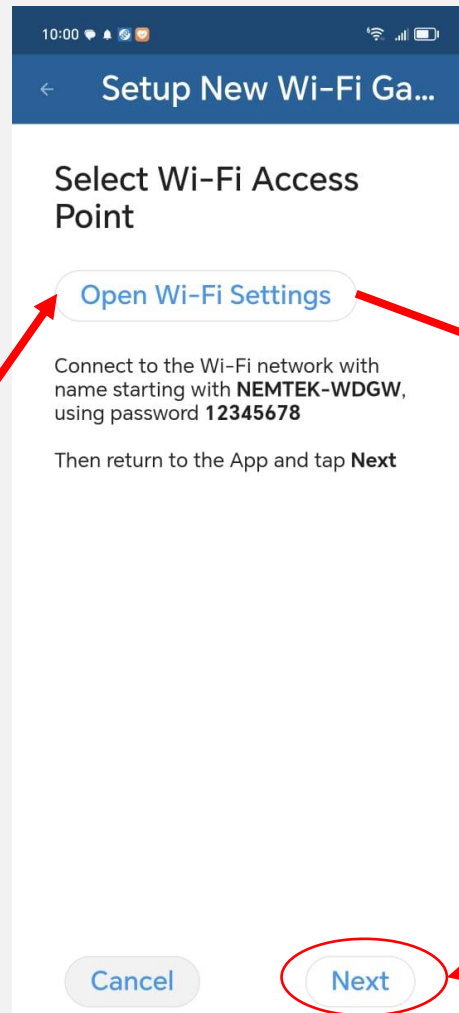 10:00
Setup New Wi-Fi Ga...
Select Wi-Fi Access
Point
Open Wi-Fi Settings
Connect to the Wi-Fi network with
name starting with NEMTEK-WDGW,
using password 12345678
Then return to the App and tap Next
Cancel Next